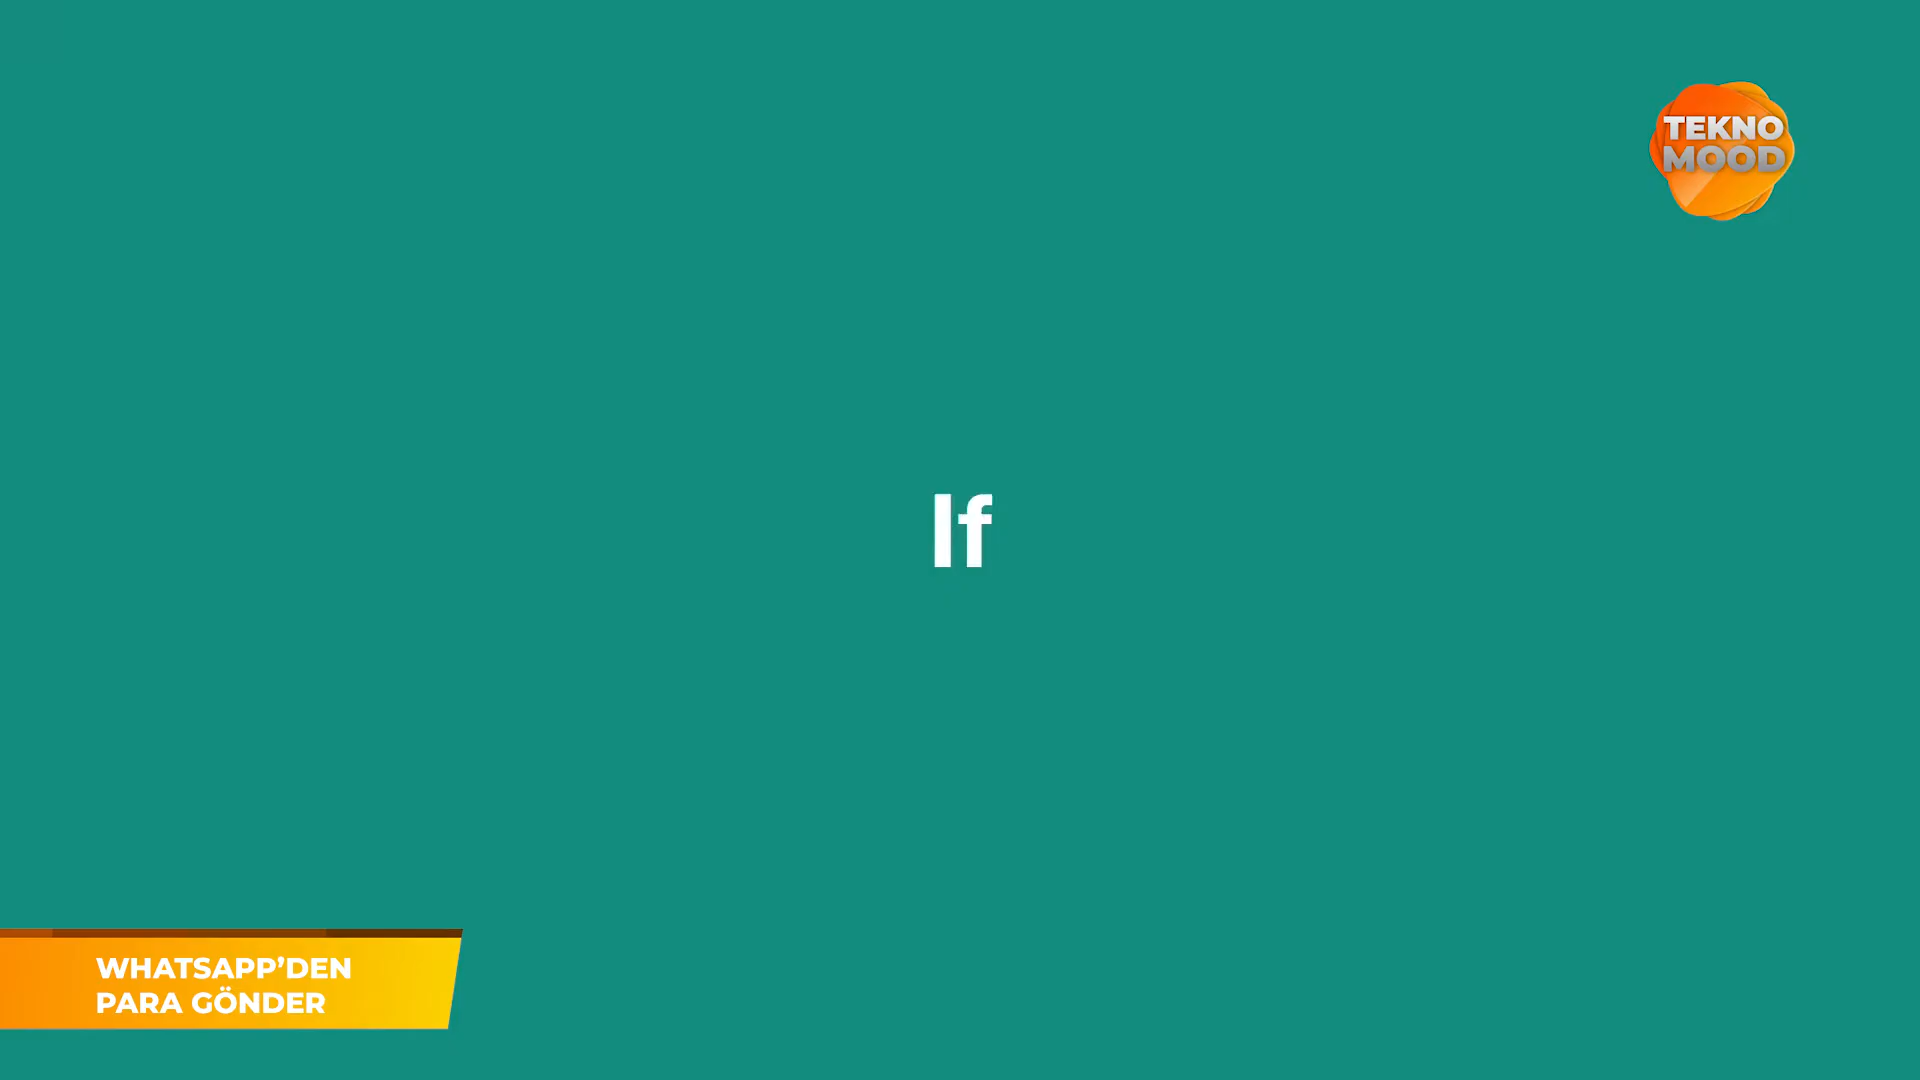 TEKNO
MOOD
If
WHATSAPP’DEN
PARA GÖNDER